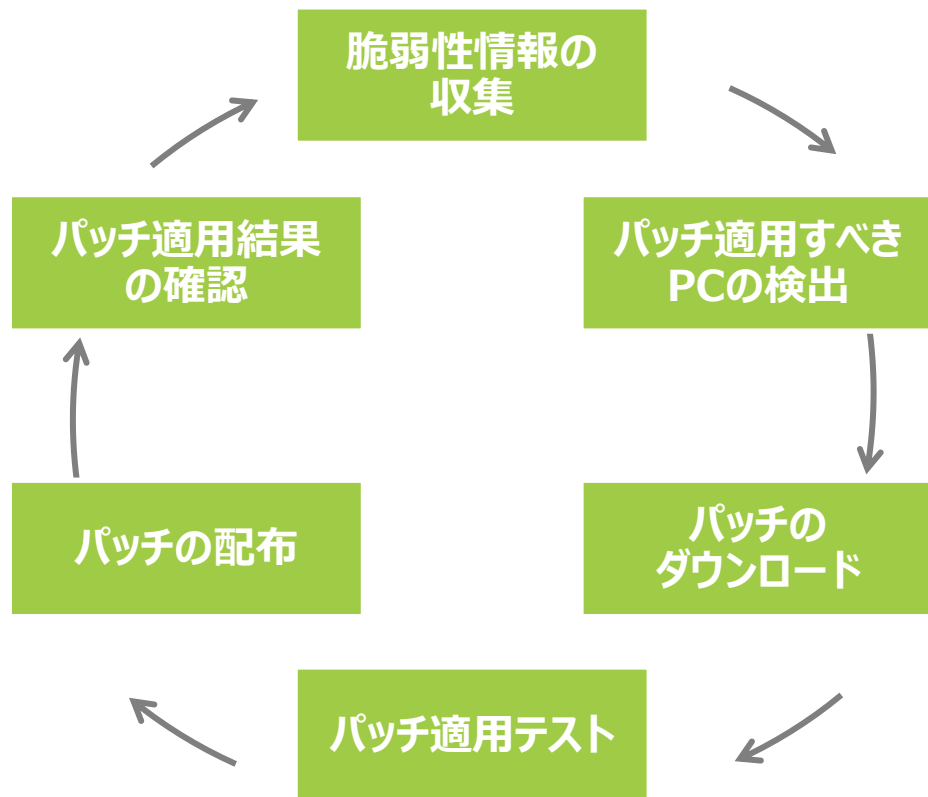 脆弱性情報の
収集
パッチ適用すべき
PCの検出
パッチの
ダウンロード
パッチ適用テスト
パッチの配布
パッチ適用結果
の確認